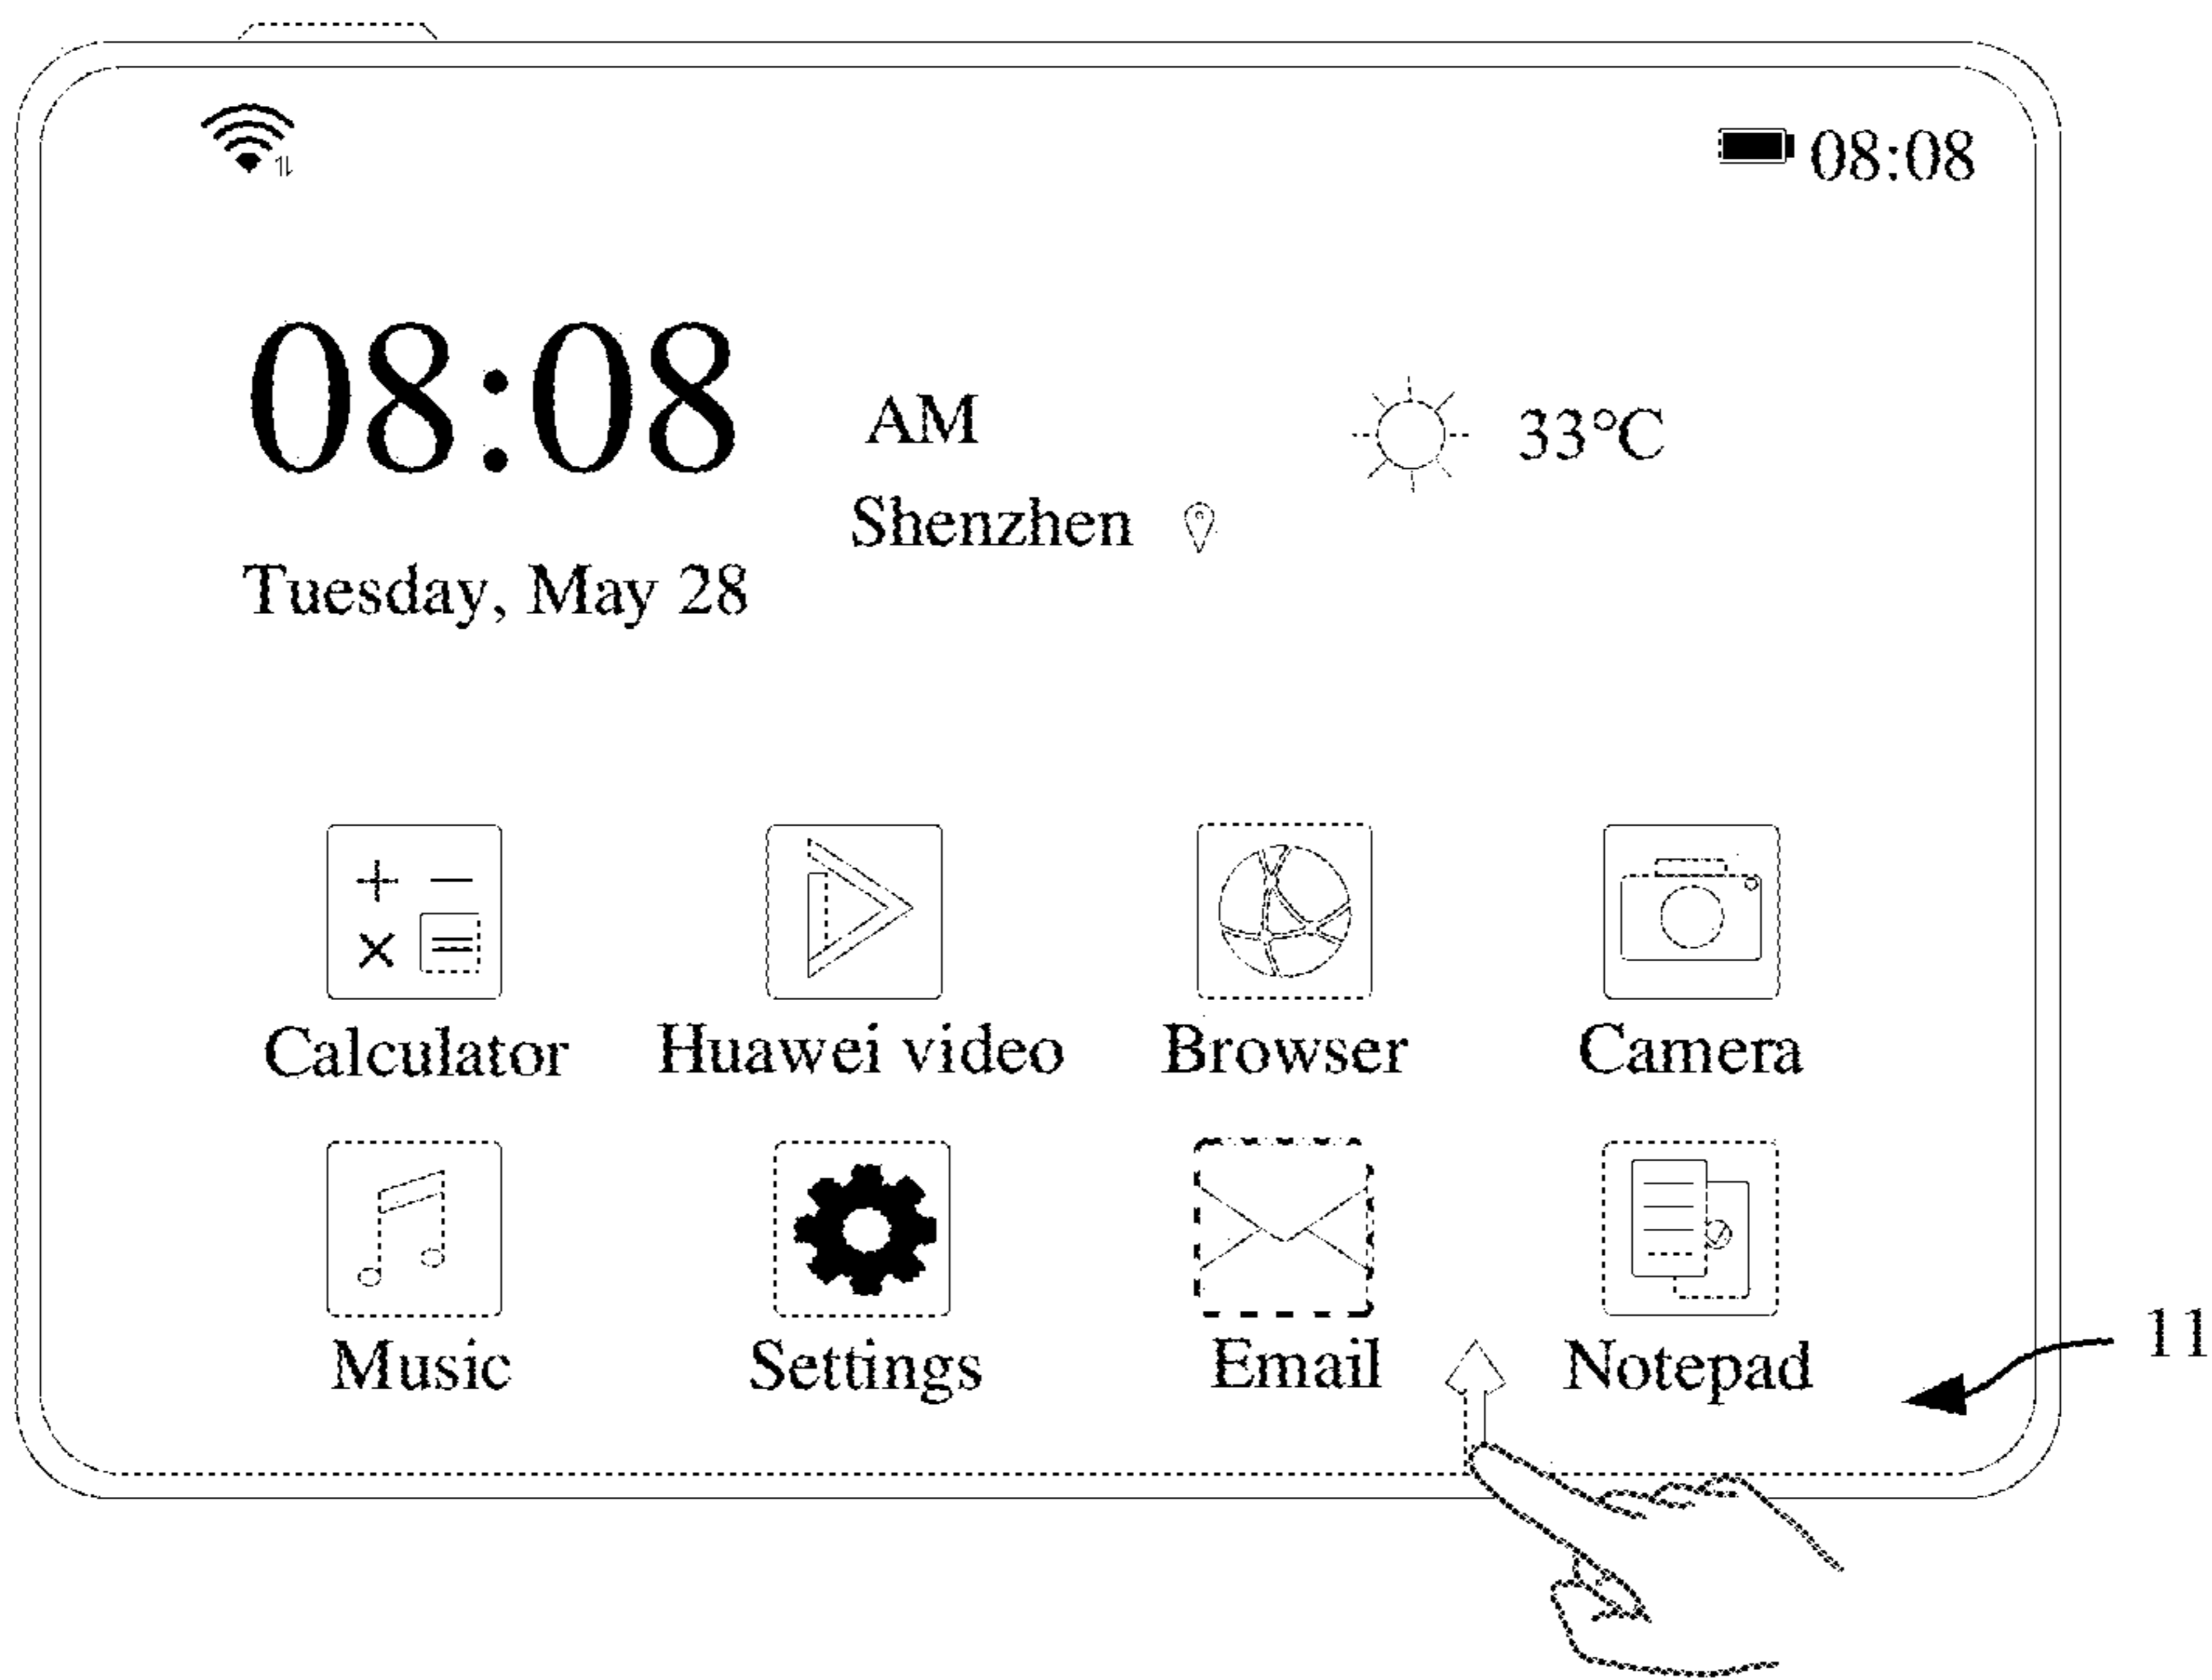 08:08
08:08
AM
33°C
Shenzhen
Tuesday, May 28
Calculator
Huawei video
Browser
Camera
Music
Settings
Email
Notepad
11